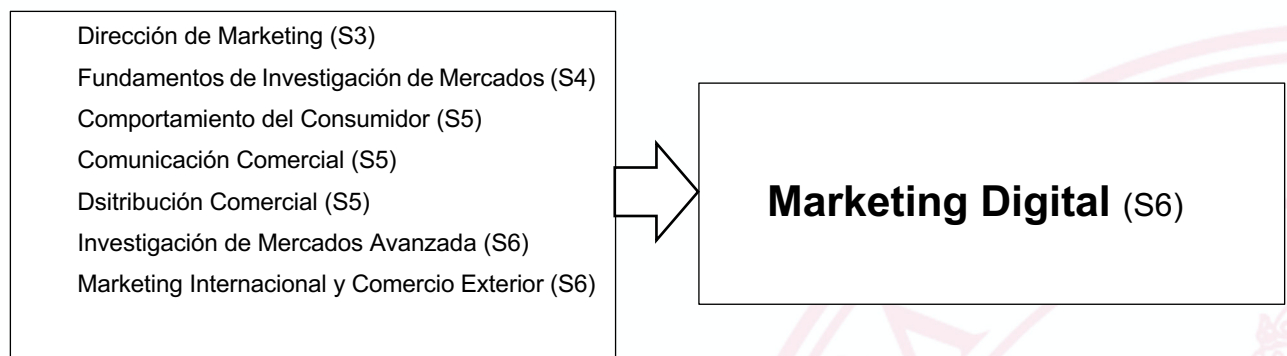 Dirección de Marketing (S3)
Fundamentos de Investigación de Mercados (S4)
Comportamiento del Consumidor (S5)
Comunicación Comercial (S5)
Dsitribución Comercial (S5)
Investigación de Mercados Avanzada (S6)
Marketing Internacional y Comercio Exterior (S6)
Marketing Digital (S6)